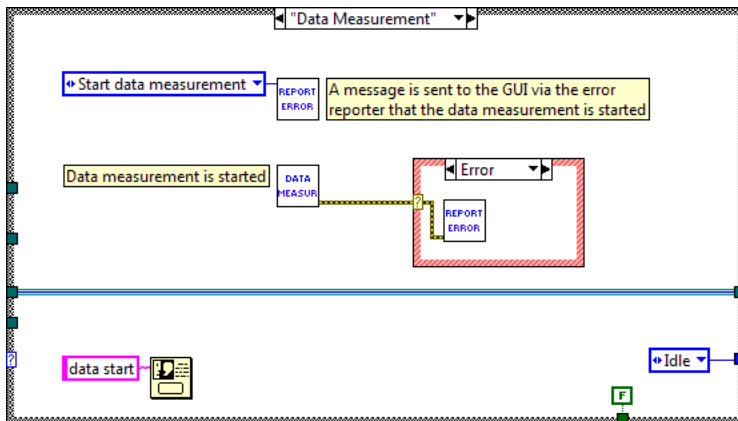 "Data Measurement"
Start data measurement
REPORT
ERROR
A message is sent to the GUI via the error
reporter that the data measurement is started
Data measurement is started
DATA
MEASUR
Error
?
REPORT
ERROR
?
data start
Idle
F